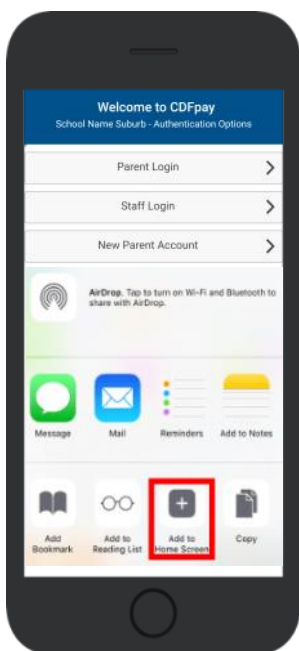 Welcome to CDFpay
School Name Suburb - Authentication Options
Parent Login
Staff Login
New Parent Account
AirDrop. Tap to turn on Wi-Fi and Bluetooth to
share with AirDrop.
Message
Mail
Reminders
Add to Notes
Add
Bookmark
Add to
Reading List
Add to
Home Screen
Copy